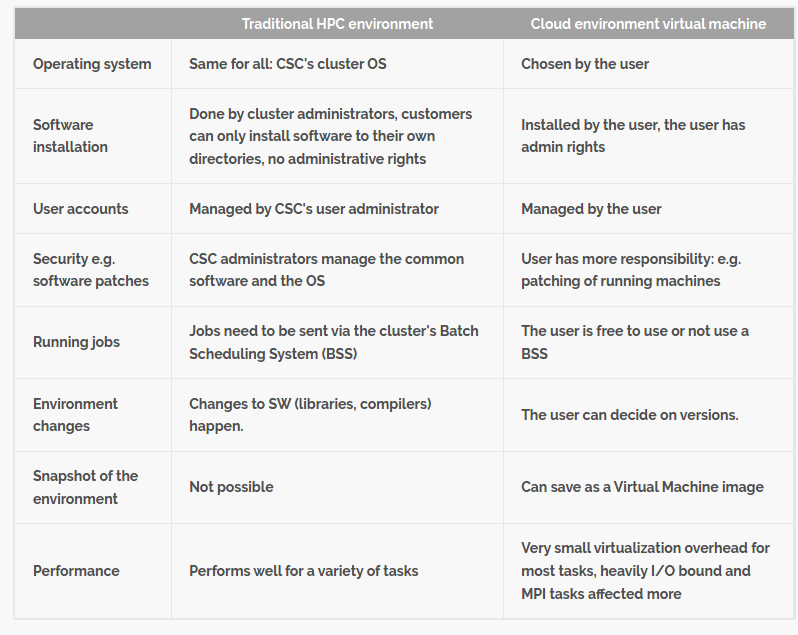 Traditional HPC environment
Cloud environment virtual machine
Operating system
Same for all: CSC's cluster OS
Chosen by the user
Software
installation
Done by cluster administrators, customers
can only install software to their own
directories, no administrative rights
Installed by the user, the user has
admin rights
User accounts
Managed by CSC's user administrator
Managed by the user
Security e.g.
software patches
CSC administrators manage the common
software and the OS
User has more responsibility: e.g.
patching of running machines
Running jobs
Jobs need to be sent via the cluster's Batch
Scheduling System (BSS)
The user is free to use or not use a
BSS
Environment
changes
Changes to SW (libraries, compilers)
happen.
The user can decide on versions.
Snapshot of the
environment
Not possible
Can save as a Virtual Machine image
Performance
Performs well for a variety of tasks
Very small virtualization overhead for
most tasks, heavily I/O bound and
MPI tasks affected more